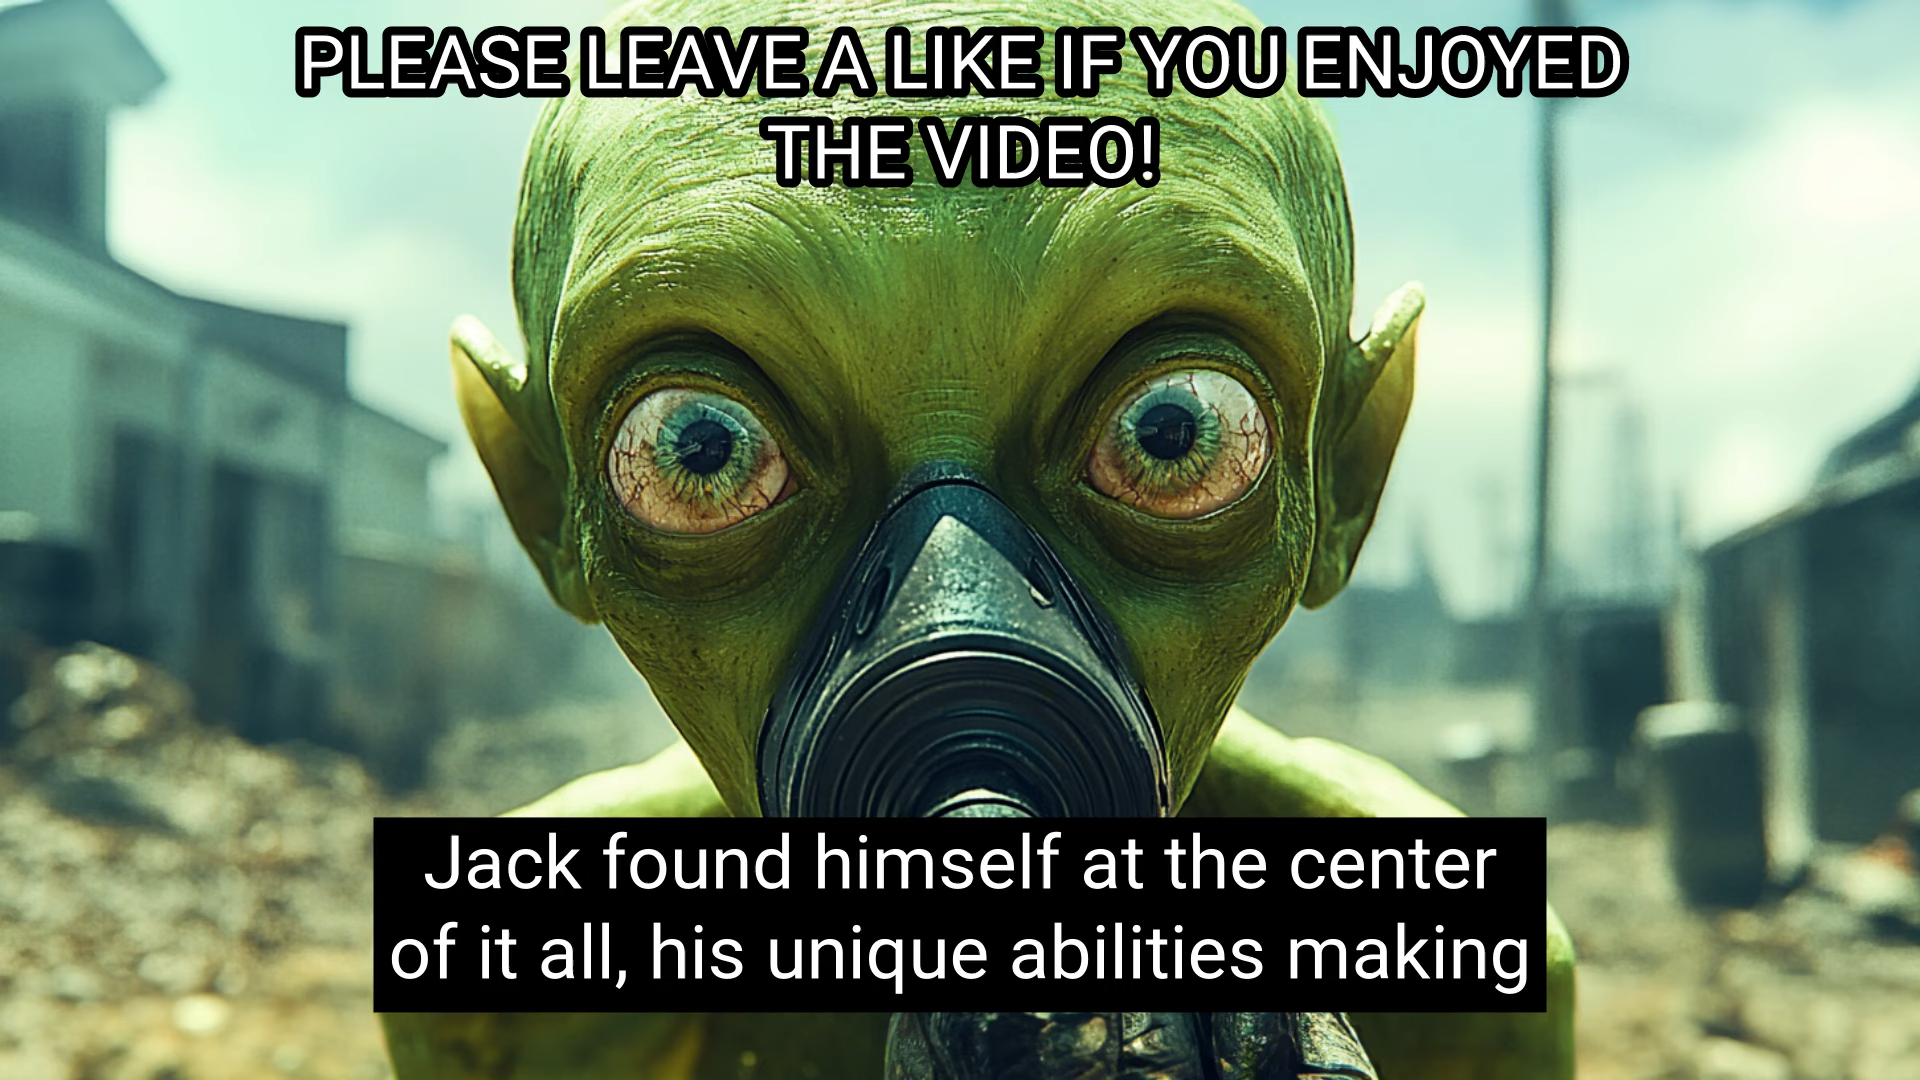 PLEASE LEAVE A LIKE IF YOU ENJOYED
THE VIDEO!
Jack found himself at the center
of it all, his unique abilities making